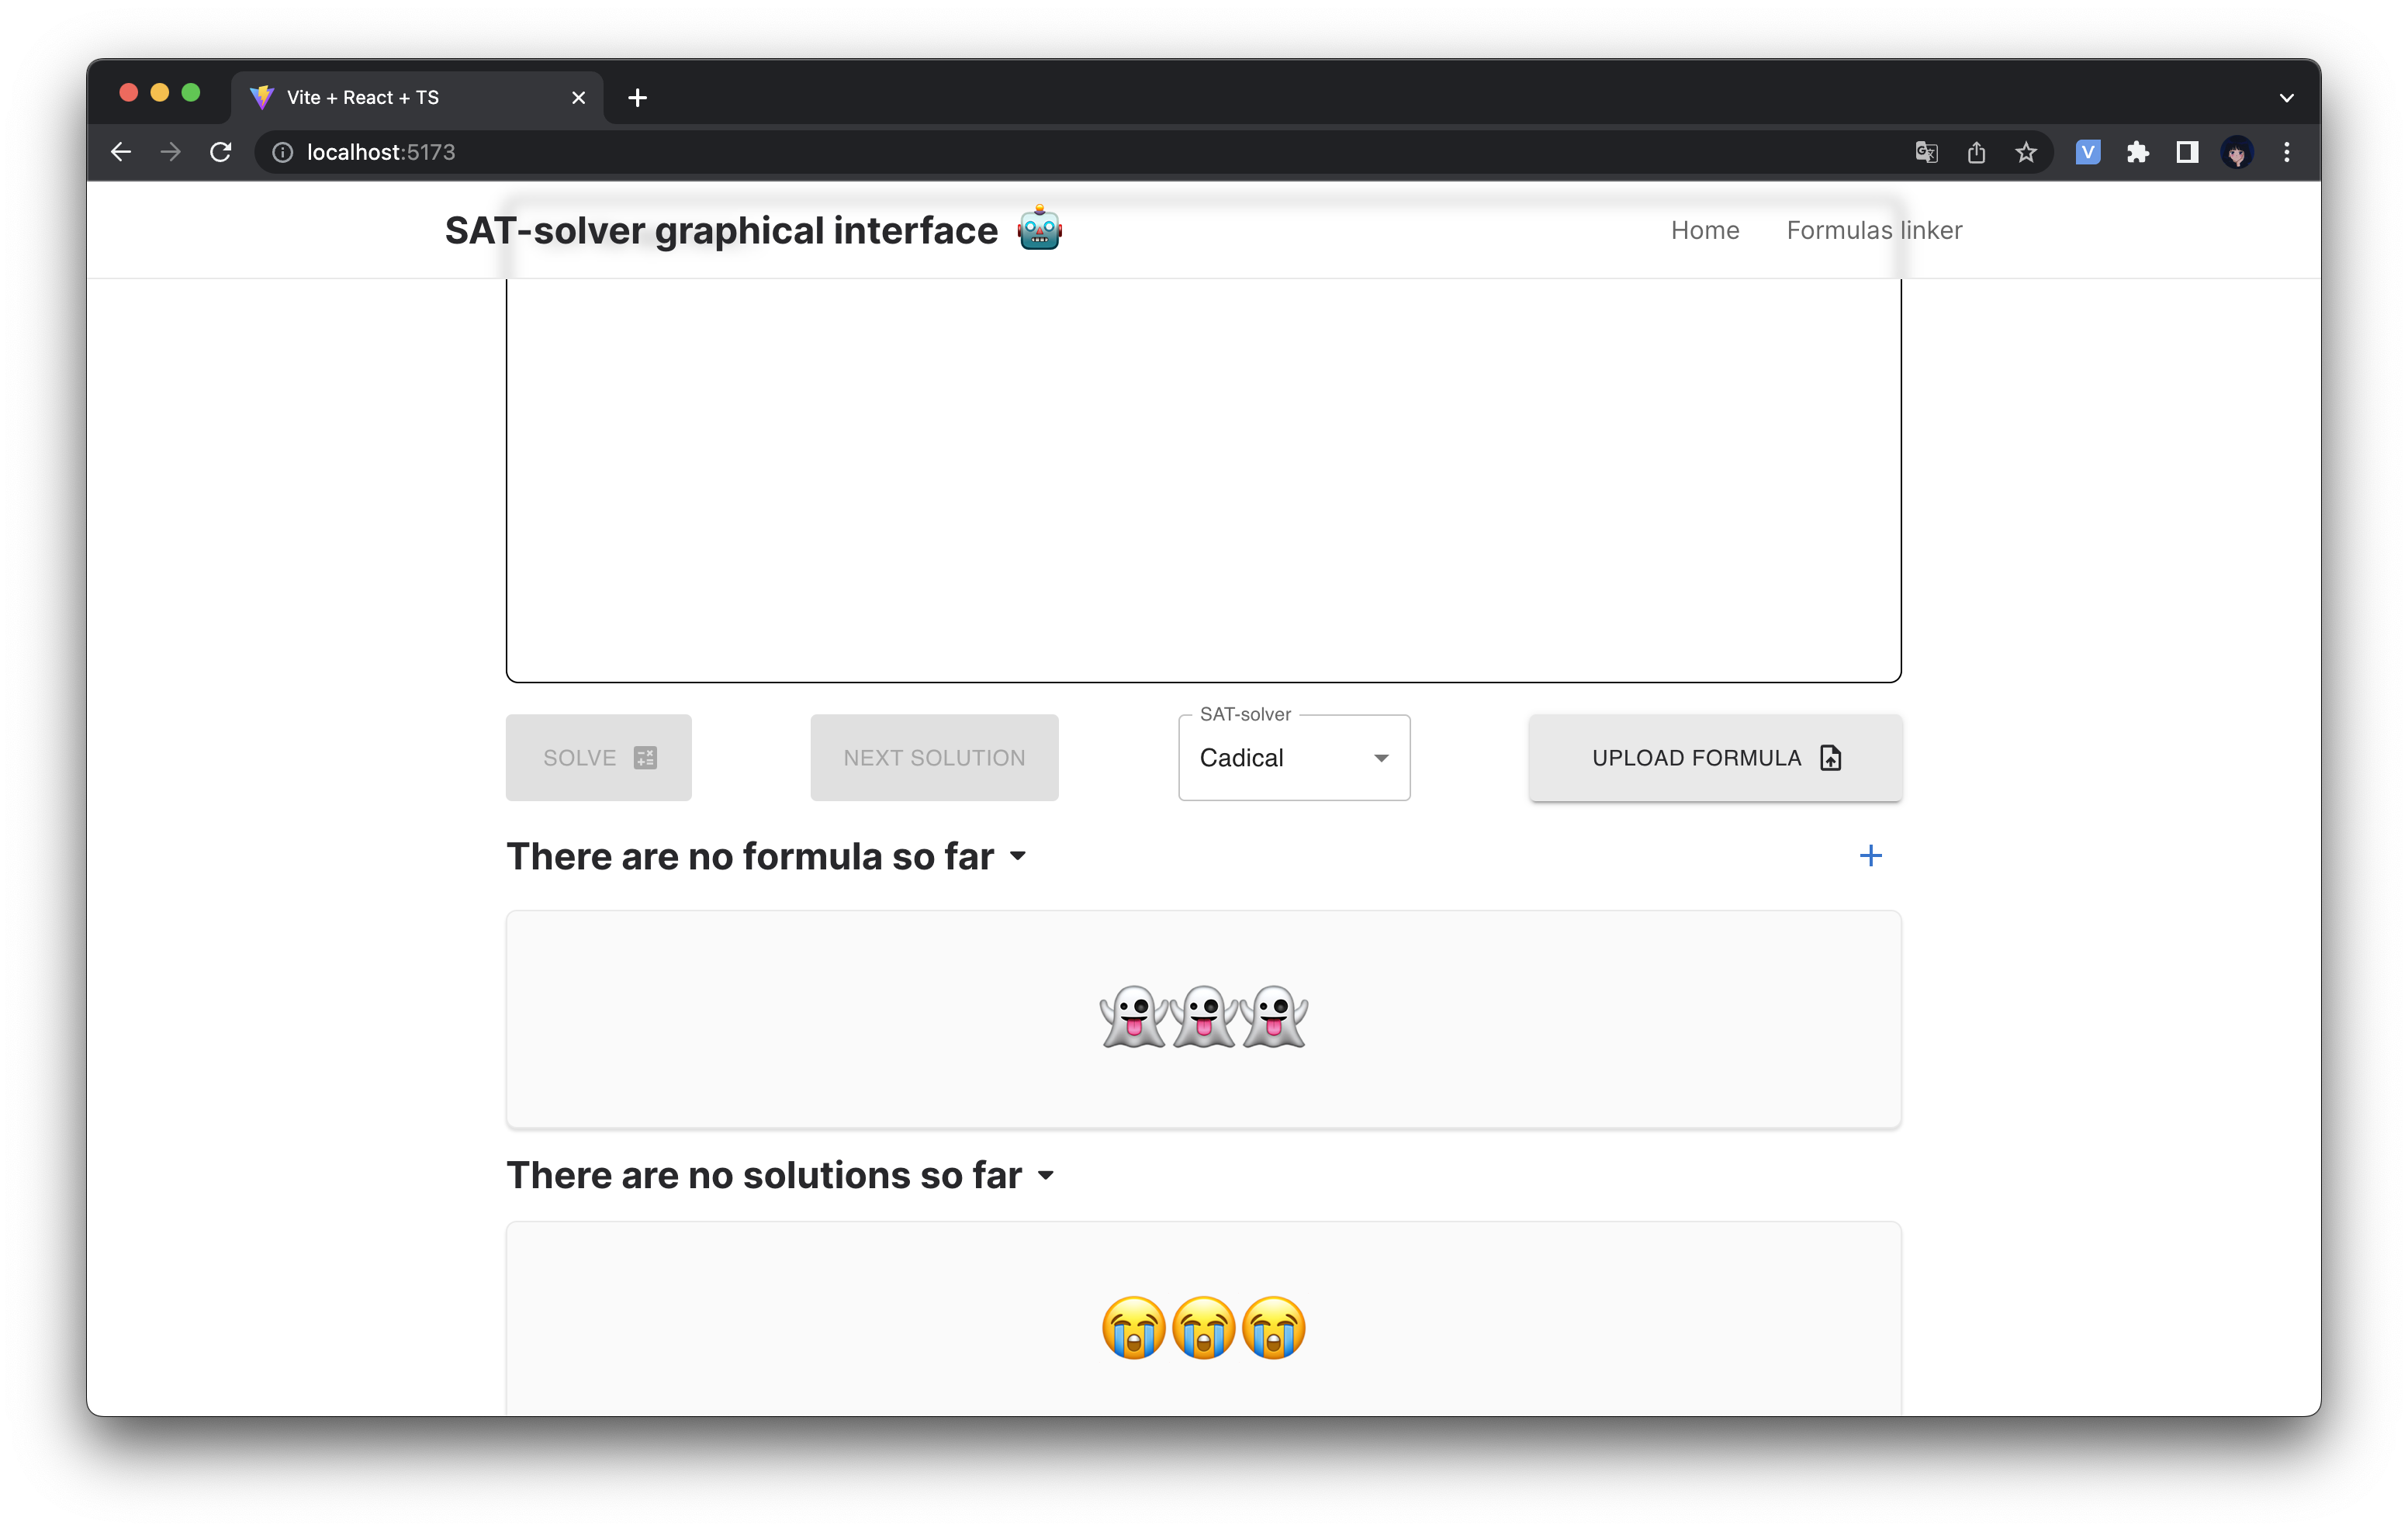 Vite + React + TS
localhost:5173
SAT-solver graphical interface 🤖
Home
Formulas linker
SAT-solver
SOLVE
NEXT SOLUTION
Cadical
UPLOAD FORMULA
There are no formula so far
👻👻👻
There are no solutions so far
😭😭😭